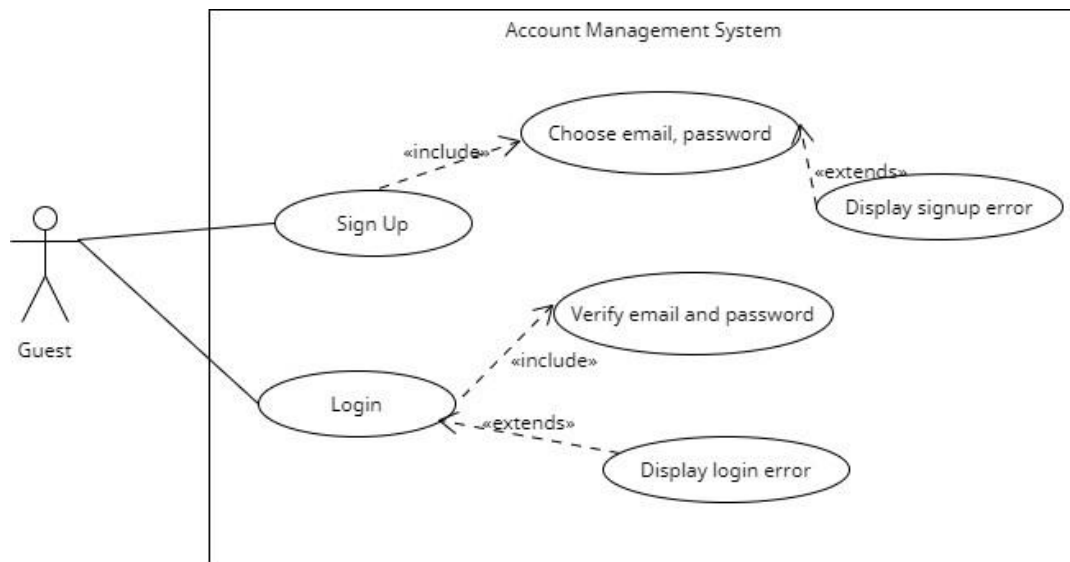 Account Management System
Choose email, password
«include»
«extends»
Sign Up
Display signup error
Guest
Verify email and password
«include»
Login
«extends»
Display login error